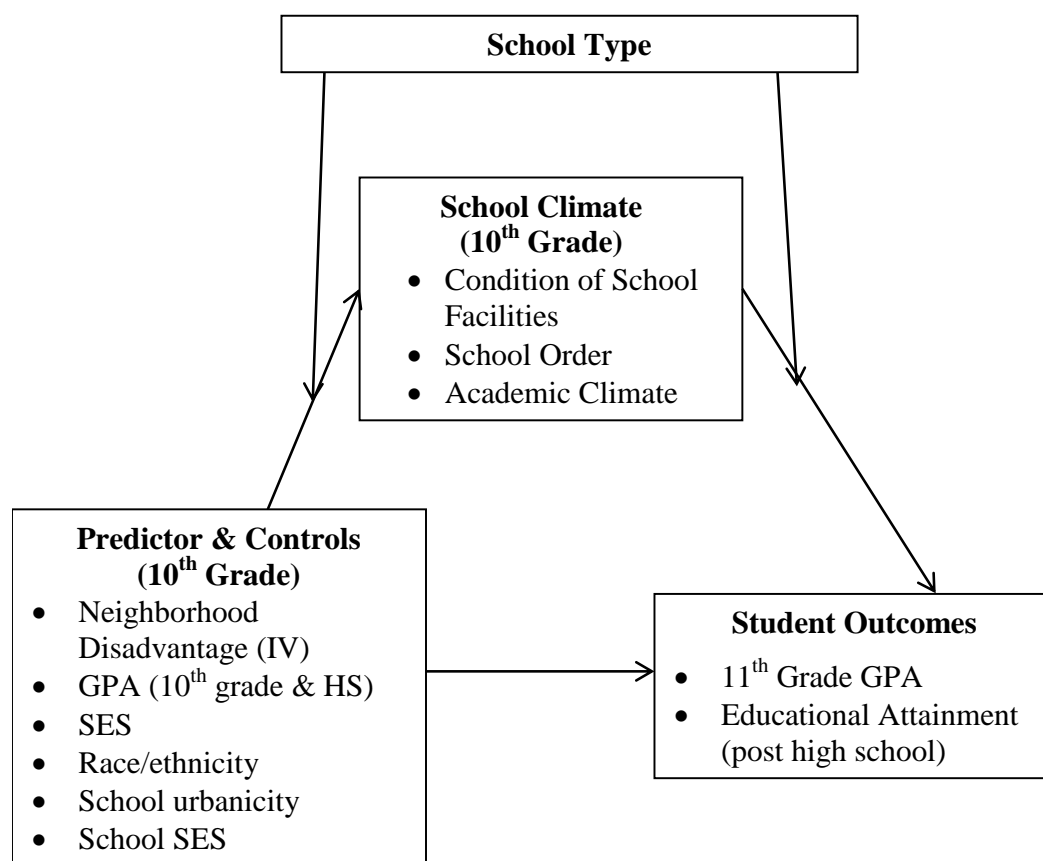 School Type
School Climate
(10th Grade)
• Condition of School
Facilities
• School Order
• Academic Climate
Predictor & Controls
(10th Grade)
• Neighborhood
Disadvantage (IV)
• GPA (10th grade & HS)
• SES
• Race/ethnicity
• School urbanicity
• School SES
Student Outcomes
• 11th Grade GPA
• Educational Attainment
(post high school)